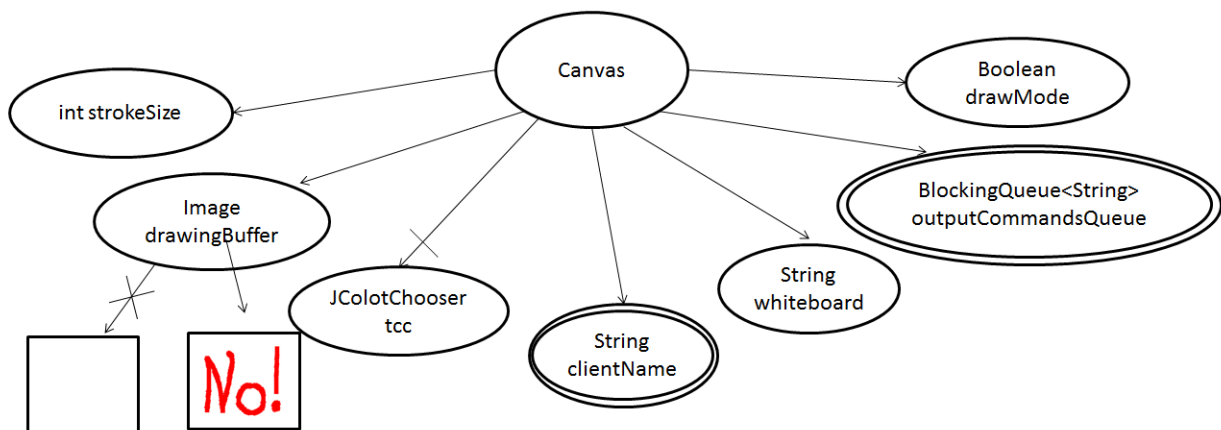 Canvas
Boolean
drawMode
int strokeSize
BlockingQueue<String>
outputCommandsQueue
Image
drawingBuffer
JColotChooser
tcc
String
whiteboard
String
clientName
No!